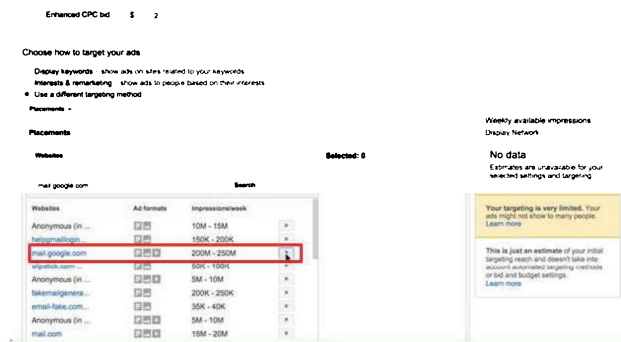 Enhanced CPC bid $ 2
Choose how to target your ads
Display keywords show ads on sites related to your keywords
Interests & remarketing show ads to people based on their interests
Use a different targeting method
Placements
Weekly available impressions
Placements
Display Network
Websites
Selected: 0
No data
Estimates are unavailable for your
selected settings and targeting
mail google com Search
Websites Ad formats Impressions/week
Anonymous (in ... 10M - 15M
helpgmaillogin... 150K - 200K
mail.google.com 200M - 250M
50K - 100K
Anonymous (in ... 5M - 10M
fakemailgenera... 200K - 250K
email-fake.com... 35K - 40K
Anonymous (in ... 5M - 10M
mail.com 15M - 20M
Your targeting is very limited. Your
ads might not show to many people.
Learn more
This is just an estimate of your initial
targeting reach and doesn't take into
account automated targeting methods
or bid and budget settings.
Learn more